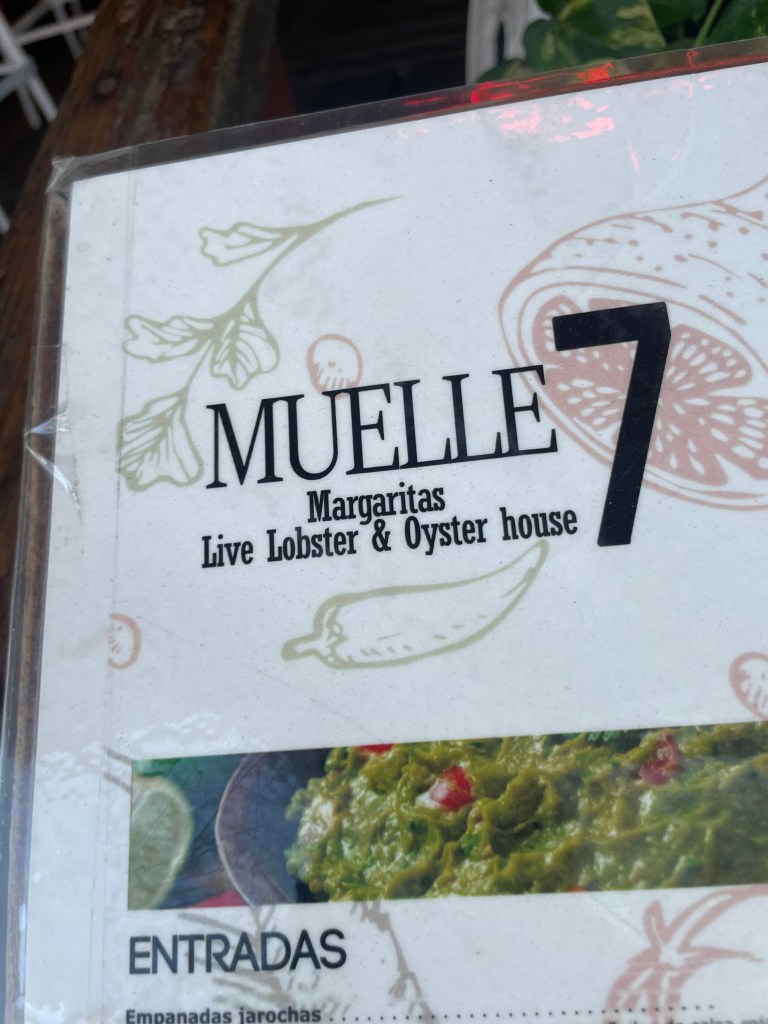 MUELLE 7
Margaritas
Live Lobster & Oyster house
ENTRADAS
Empanadas jarochas